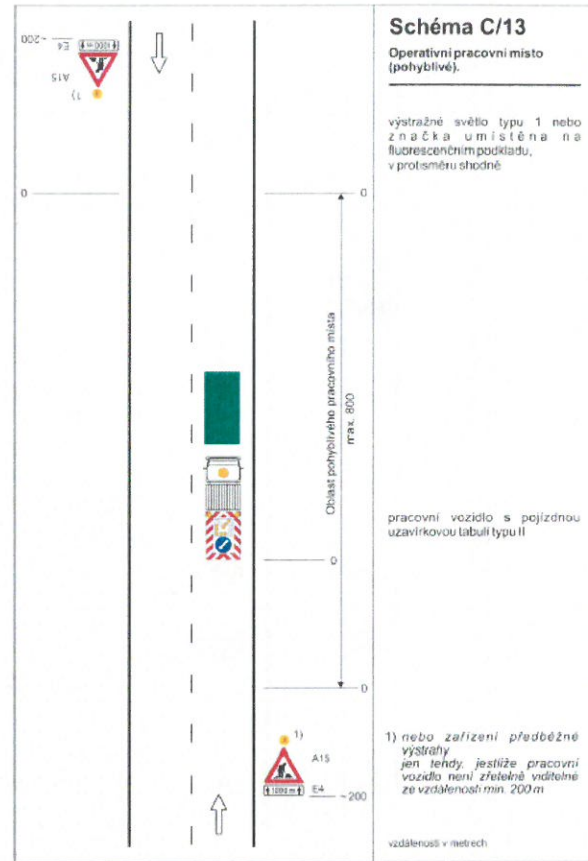 Schéma C/13
Operativní pracovní místo
(pohyblivé).
výstražné světlo typu 1 nebo
značka umístěna na
fluorescenčním podkladu,
v protisměru shodně
~200
E4
1000 m
A15
1)
0
0
Oblast pohyblivého pracovního místa
max. 800
pracovní vozidlo s pojízdnou
uzavírkovou tabulí typu II
0
0
1)
A15
1000 m
E4
~200
1) nebo zařízení předběžné
výstrahy
jen tehdy, jestliže pracovní
vozidlo není zřetelně viditelné
ze vzdálenosti min. 200 m
vzdálenosti v metrech